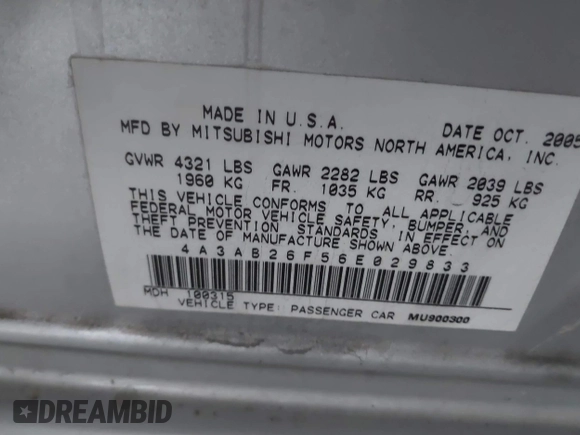 MADE IN U.S.A. DATE OCT. 2005
MFD BY MITSUBISHI MOTORS NORTH AMERICA, INC.
GVWR 4321 LBS GAWR 2282 LBS GAWR 2039 LBS
1960 KG FR. 1035 KG RR. 925 KG
THIS VEHICLE CONFORMS TO ALL APPLICABLE
FEDERAL MOTOR VEHICLE SAFETY, BUMPER, AND
THEFT PREVENTION STANDARDS IN EFFECT ON
THE DATE OF MANUFACTURE SHOWN ABOVE.
4A3AB26F56E029833
MDH 100315
VEHICLE TYPE: PASSENGER CAR MU900300
DREAMBID